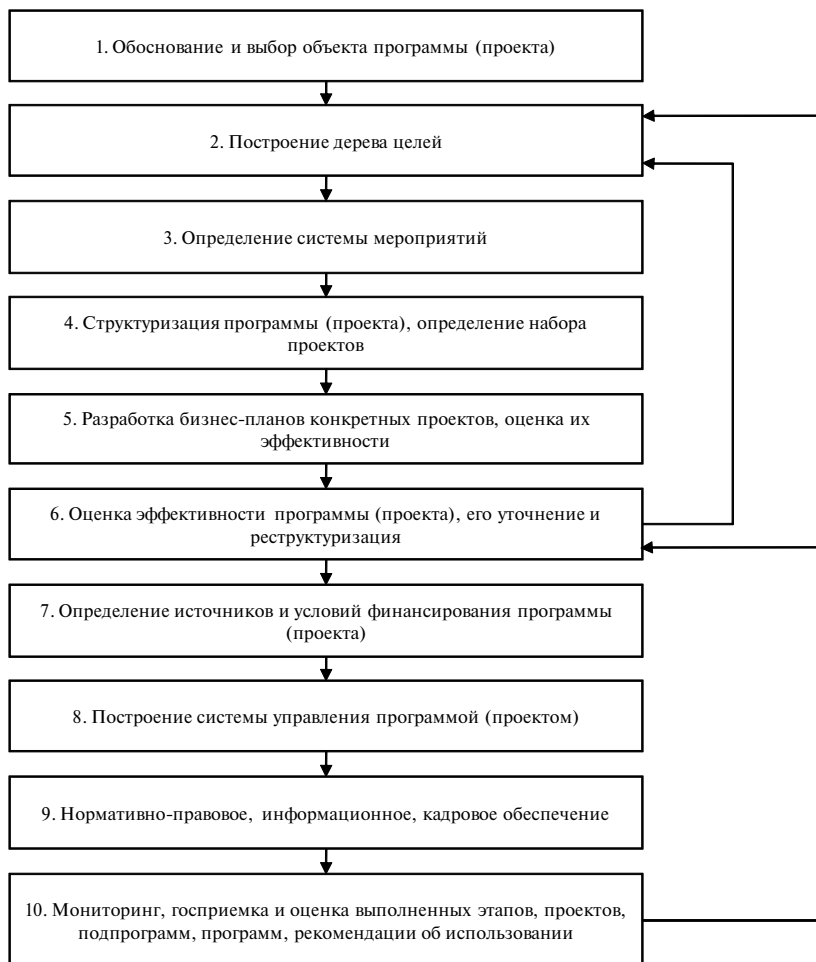 1. Обоснование и выбор объекта программы (проекта)
2. Построение дерева целей
3. Определение системы мероприятий
4. Структуризация программы (проекта), определение набора
проектов
5. Разработка бизнес-планов конкретных проектов, оценка их
эффективности
6. Оценка эффективности программы (проекта), его уточнение и
реструктуризация
7. Определение источников и условий финансирования программы
(проекта)
8. Построение системы управления программой (проектом)
9. Нормативно-правовое, информационное, кадровое обеспечение
10. Мониторинг, госприемка и оценка выполненных этапов, проектов,
подпрограмм, программ, рекомендации об использовании